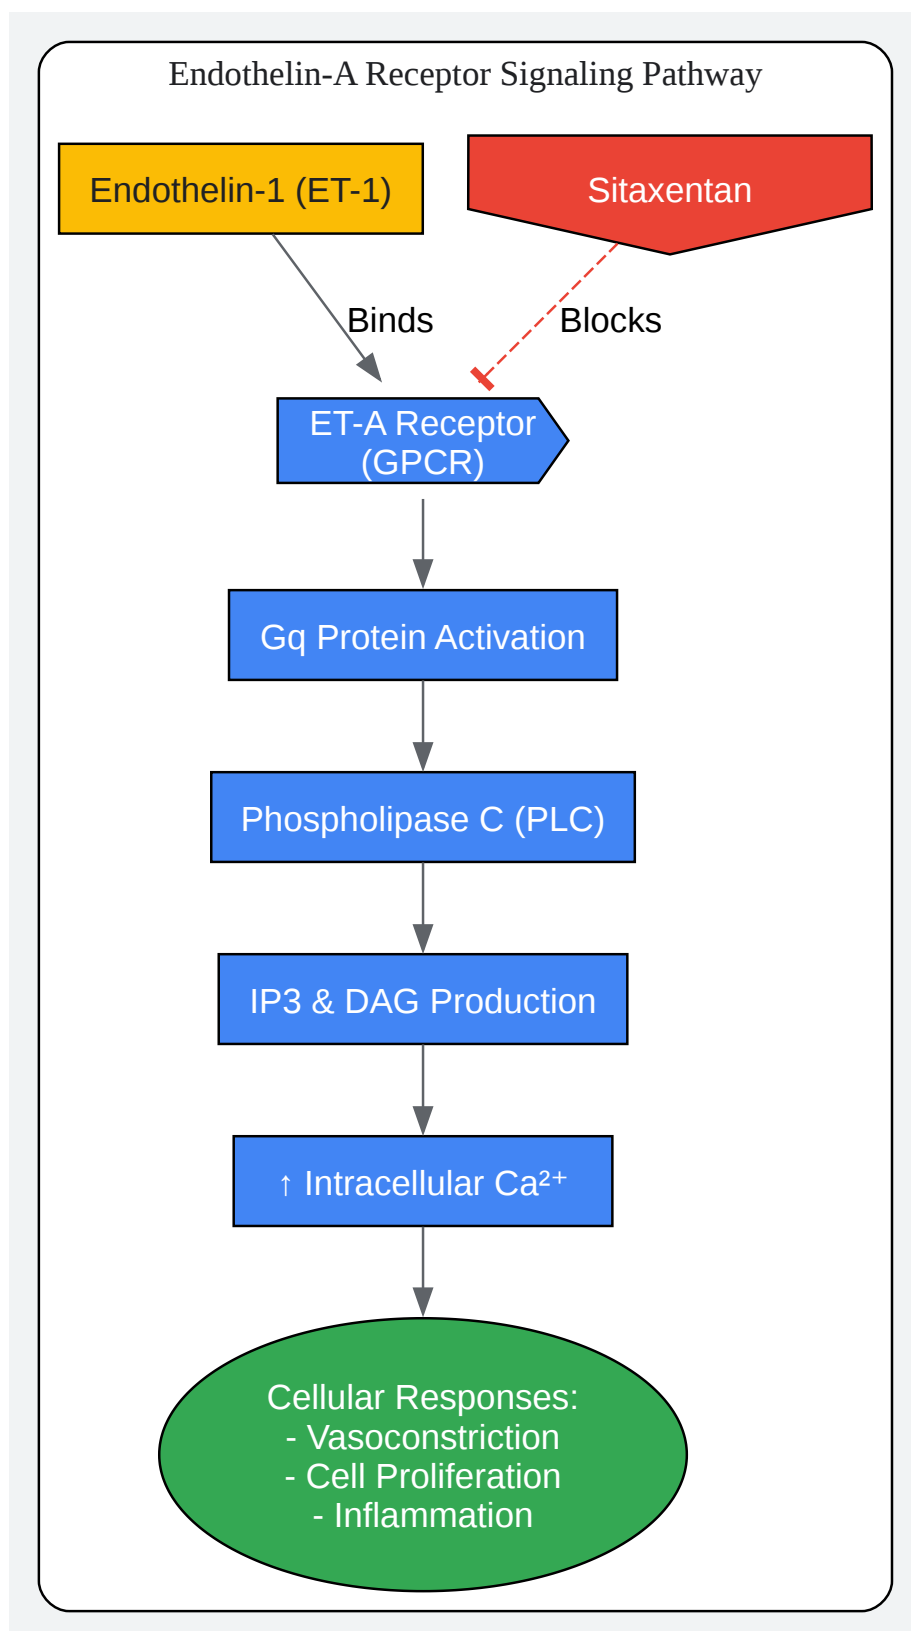 Endothelin-A Receptor Signaling Pathway
Endothelin-1 (ET-1)
Sitaxentan
Binds
Blocks
ET-A Receptor
(GPCR)
Gq Protein Activation
Phospholipase C (PLC)
IP3 & DAG Production
↑ Intracellular Ca²⁺
Cellular Responses:
- Vasoconstriction
- Cell Proliferation
- Inflammation